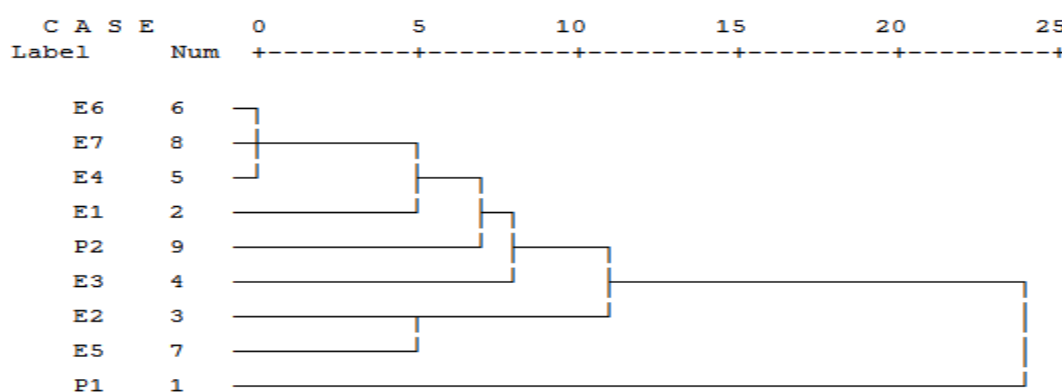 C A S E 0 5 10 15 20 25
Label Num +---------+---------+---------+---------+---------+
E6 6
E7 8
E4 5
E1 2
P2 9
E3 4
E2 3
E5 7
P1 1